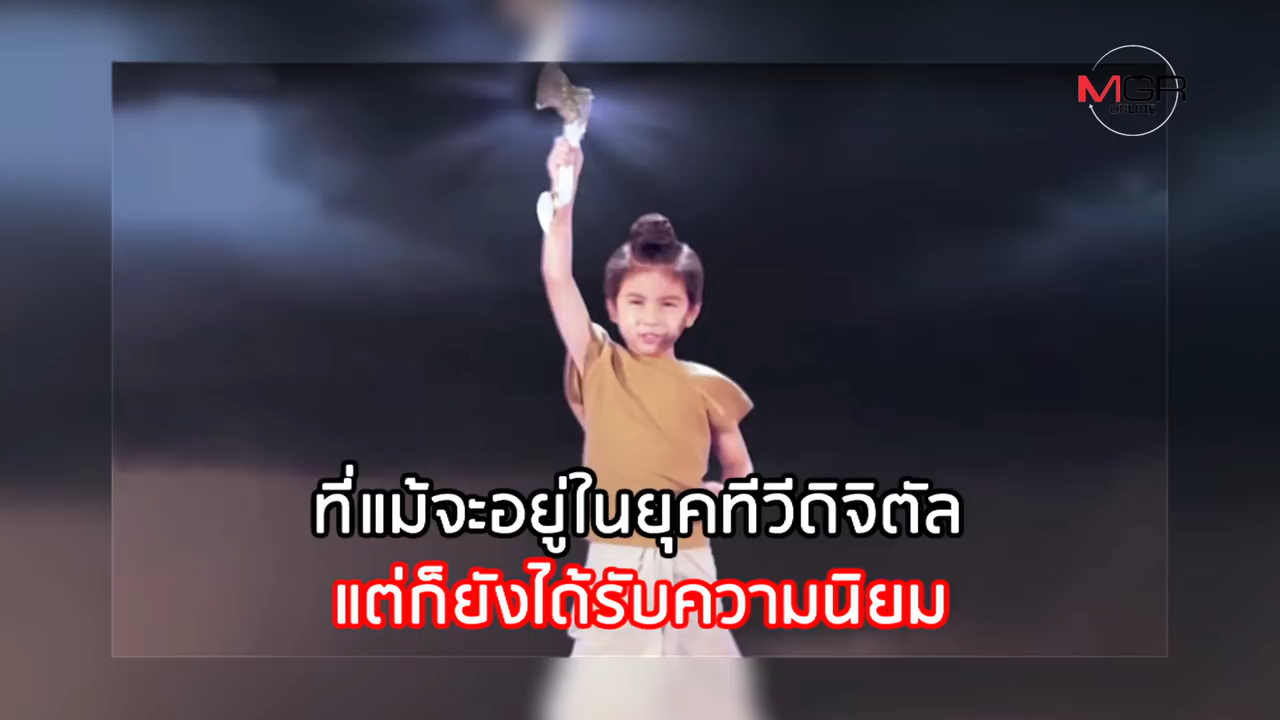 MGR
ONLINE
ที่แม้จะอยู่ในยุคทีวีดิจิตัล
แต่ก็ยังได้รับความนิยม